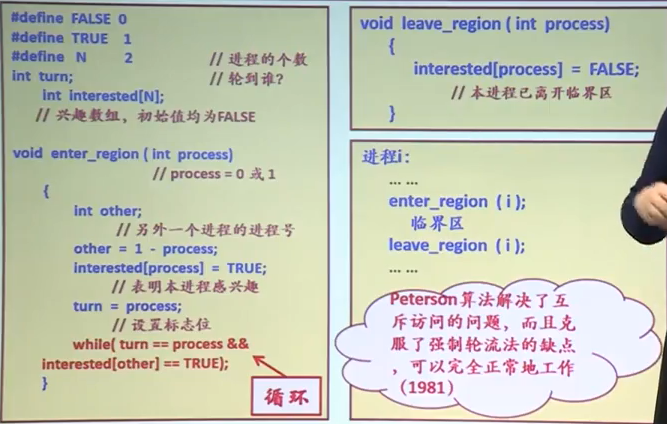 #define FALSE 0
#define TRUE 1
#define N 2 // 进程的个数
int turn; // 轮到谁?
int interested[N];
// 兴趣数组，初始值均为FALSE
void enter_region ( int process)
// process = 0 或 1
{
int other;
// 另外一个进程的进程号
other = 1 - process;
interested[process] = TRUE;
// 表明本进程感兴趣
turn = process;
// 设置标志位
while( turn == process &&
interested[other] == TRUE);
}
循环
void leave_region ( int process)
{
interested[process] = FALSE;
// 本进程已离开临界区
}
进程i:
... ...
enter_region ( i );
临界区
leave_region ( i );
... ...
Peterson算法解决了互
斥访问的问题，而且克
服了强制轮流法的缺点
，可以完全正常地工作
（1981）